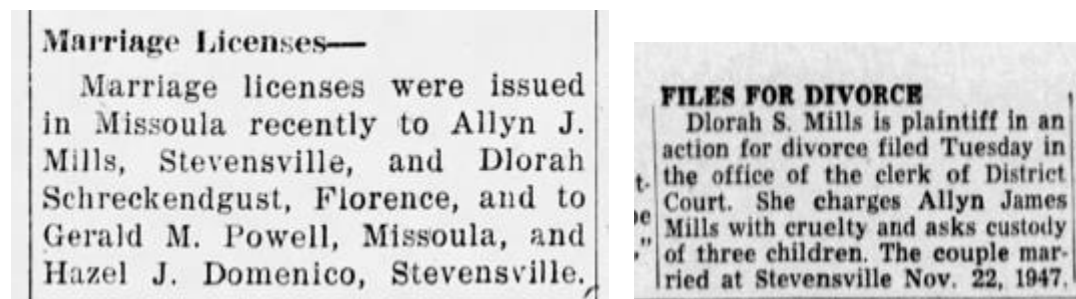 Marriage Licenses—
Marriage licenses were issued
in Missoula recently to Allyn J.
Mills, Stevensville, and Dlorah
Schreckendgust, Florence, and to
Gerald M. Powell, Missoula, and
Hazel J. Domenico, Stevensville.
FILES FOR DIVORCE
Dlorah S. Mills is plaintiff in an
action for divorce filed Tuesday in
the office of the clerk of District
Court. She charges Allyn James
Mills with cruelty and asks custody
of three children. The couple mar-
ried at Stevensville Nov. 22, 1947.